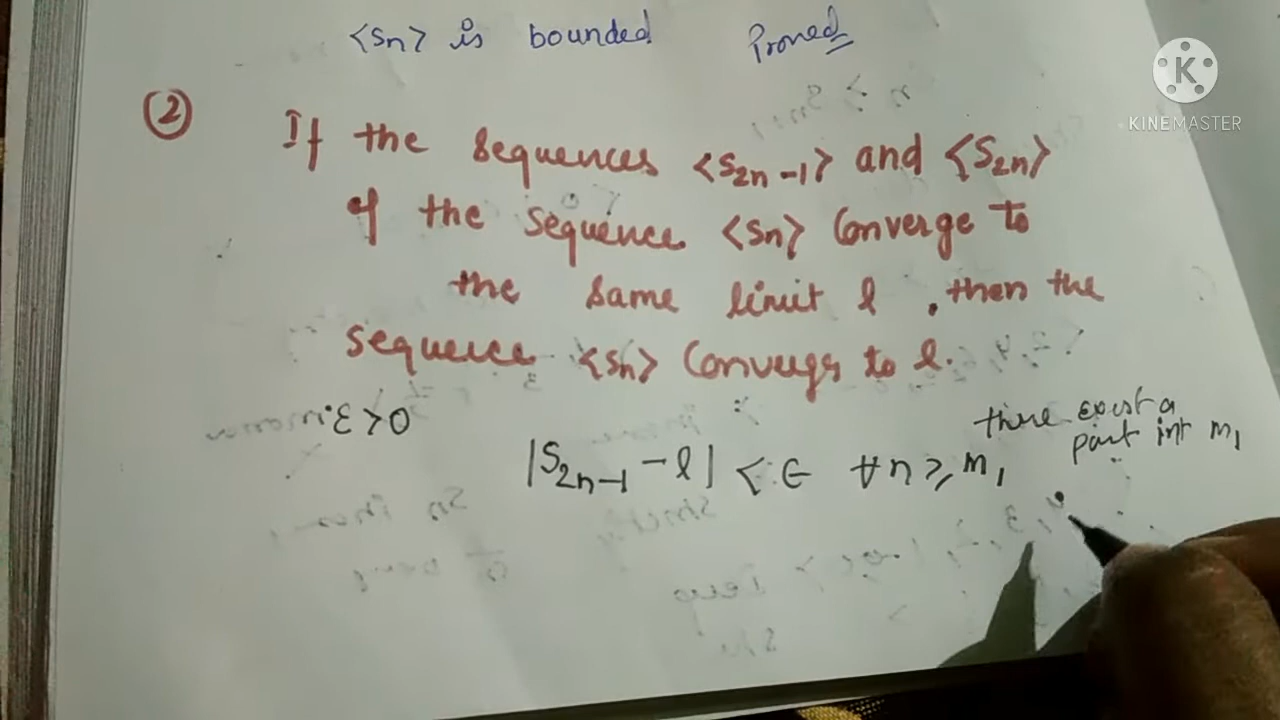 <Sn> is bounded Proved
K
KINEMASTER
② If the sequences <S2n-1> and <S2n>
of the sequence <Sn> Converge to
the same limit l, then the
sequence <Sn> Converges to l.
ε>0
there exist a
part int m1
|S2n-1 - l| < ∈ ∀n ≥ m1